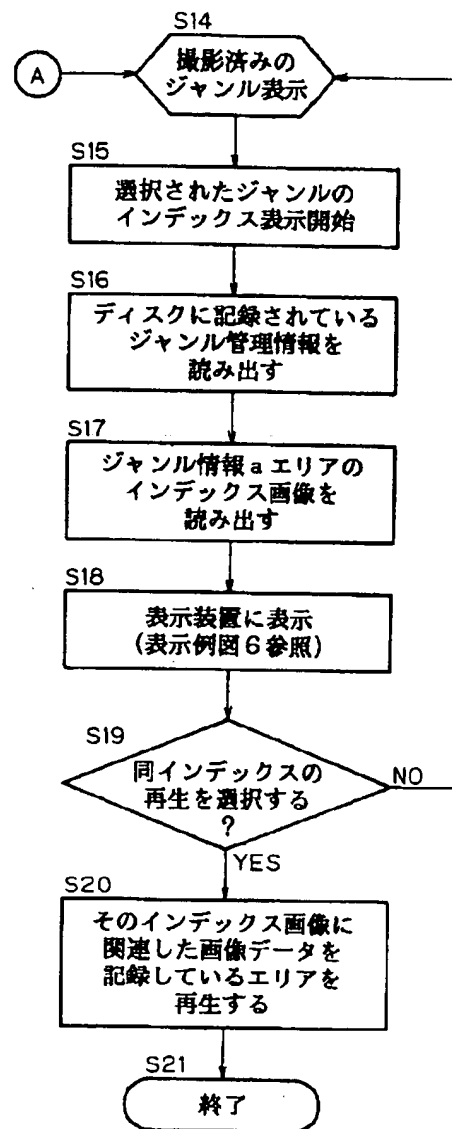 S14
A
撮影済みの
ジャンル表示
S15
選択されたジャンルの
インデックス表示開始
S16
ディスクに記録されている
ジャンル管理情報を
読み出す
S17
ジャンル情報aエリアの
インデックス画像を
読み出す
S18
表示装置に表示
(表示例図6参照)
S19
同インデックスの
再生を選択する
?
NO
YES
S20
そのインデックス画像に
関連した画像データを
記録しているエリアを
再生する
S21
終了